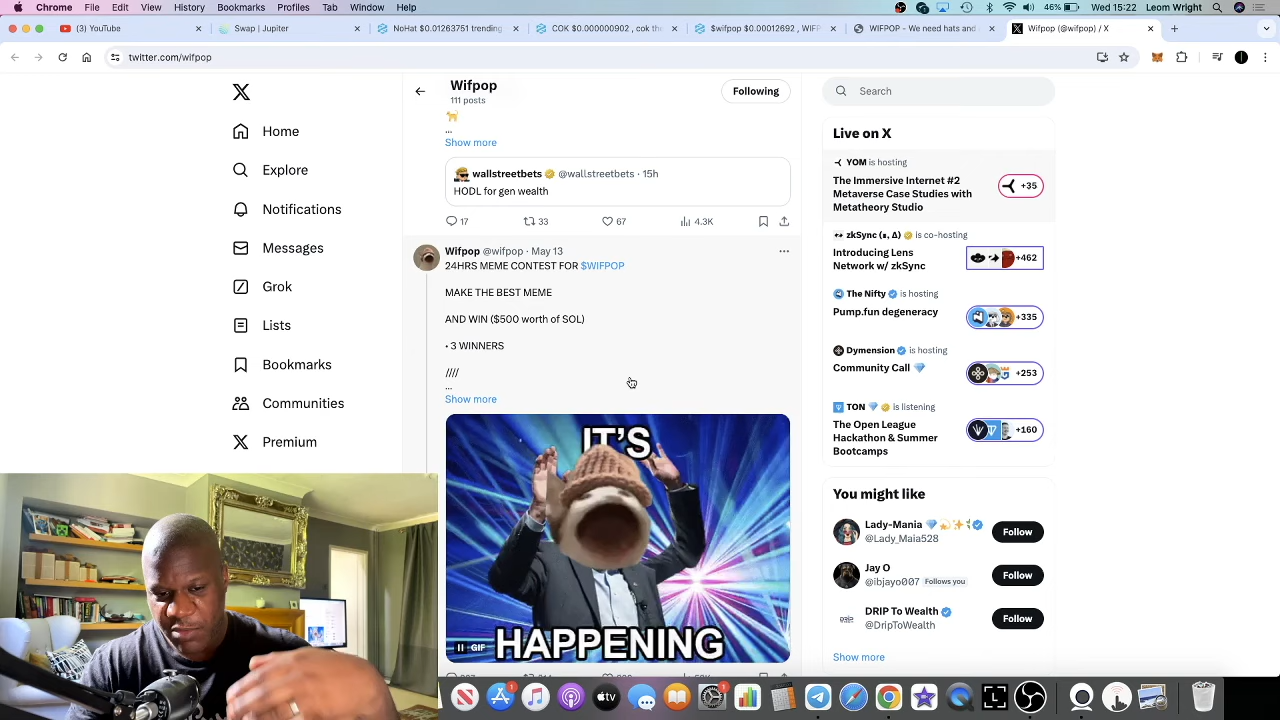 Chrome File Edit View History Bookmarks Profiles Tab Window Help
46% Wed 15:22 Leom Wright
(3) YouTube
Swap | Jupiter
NoHat $0.01263751 trending
COK $0.000000902 , cok the
$wifpop $0.00012692 , WIFP
WIFPOP - We need hats and
Wifpop (@wifpop) / X
twitter.com/wifpop
Home
Explore
Notifications
Messages
Grok
Lists
Bookmarks
Communities
Premium
Wifpop
111 posts
Following
...
Show more
wallstreetbets @wallstreetbets · 15h
HODL for gen wealth
17 33 67 4.3K
Wifpop @wifpop · May 13
24HRS MEME CONTEST FOR $WIFPOP
MAKE THE BEST MEME
AND WIN ($500 worth of SOL)
• 3 WINNERS
////
...
Show more
IT'S
HAPPENING
GIF
Search
Live on X
YOM is hosting
The Immersive Internet #2
Metaverse Case Studies with
Metatheory Studio
+35
zkSync (ⵣ, ∆) is co-hosting
Introducing Lens
Network w/ zkSync
+462
The Nifty is hosting
Pump.fun degeneracy
+335
Dymension is hosting
Community Call
+253
TON is listening
The Open League
Hackathon & Summer
Bootcamps
+160
You might like
Lady-Mania
@Lady_Maia528
Follow
Jay O
@ibjayo007 Follows you
Follow
DRIP To Wealth
@DripToWealth
Follow
Show more